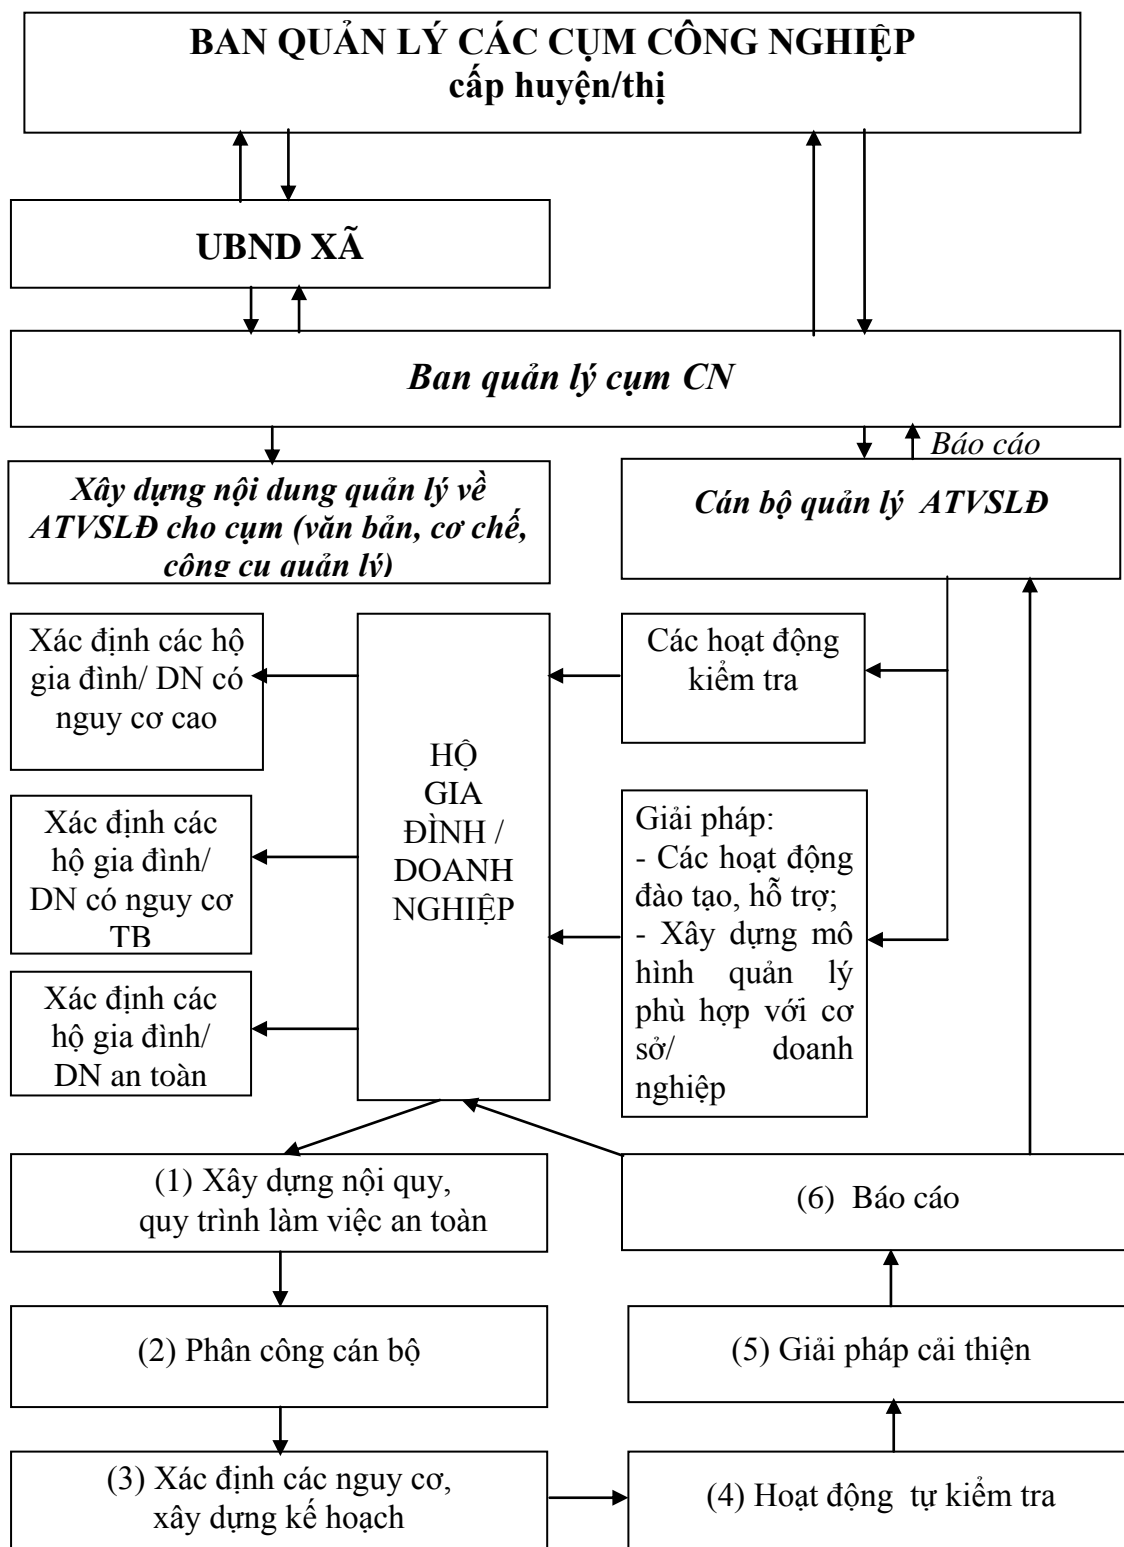 BAN QUẢN LÝ CÁC CỤM CÔNG NGHIỆP
cấp huyện/thị
UBND XÃ
Ban quản lý cụm CN
Báo cáo
Xây dựng nội dung quản lý về
ATVSLĐ cho cụm (văn bản, cơ chế,
công cụ quản lý)
Cán bộ quản lý ATVSLĐ
Xác định các hộ
gia đình/ DN có
nguy cơ cao
HỘ
GIA
ĐÌNH /
DOANH
NGHIỆP
Các hoạt động
kiểm tra
Xác định các
hộ gia đình/
DN có nguy cơ
TB
Giải pháp:
- Các hoạt động
đào tạo, hỗ trợ;
- Xây dựng mô
hình quản lý
phù hợp với cơ
sở/ doanh
nghiệp
Xác định các
hộ gia đình/
DN an toàn
(1) Xây dựng nội quy,
quy trình làm việc an toàn
(6) Báo cáo
(2) Phân công cán bộ
(5) Giải pháp cải thiện
(3) Xác định các nguy cơ,
xây dựng kế hoạch
(4) Hoạt động tự kiểm tra